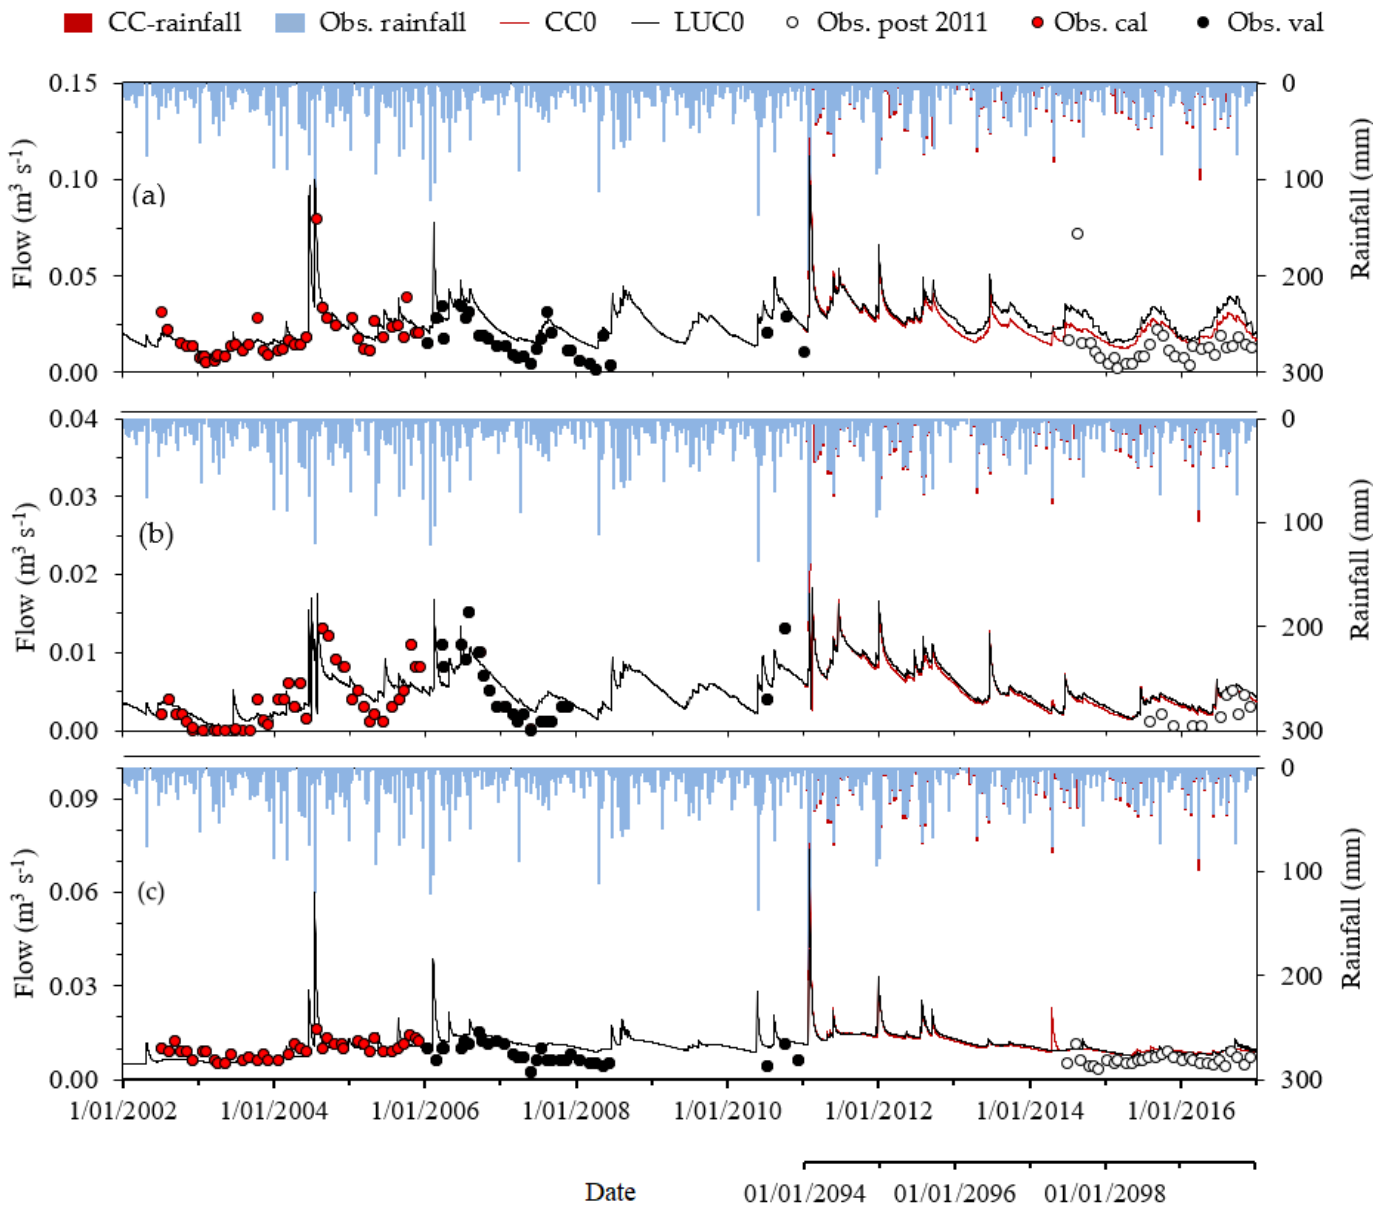 CC-rainfall Obs. rainfall CC0 LUC0 Obs. post 2011 Obs. cal Obs. val
0.15
0.10
0.05
0.00
Flow (m³ s⁻¹)
(a)
0
100
200
300
Rainfall (mm)
0.04
0.03
0.02
0.01
0.00
Flow (m³ s⁻¹)
(b)
0
100
200
300
Rainfall (mm)
0.09
0.06
0.03
0.00
Flow (m³ s⁻¹)
(c)
0
100
200
300
Rainfall (mm)
1/01/2002 1/01/2004 1/01/2006 1/01/2008 1/01/2010 1/01/2012 1/01/2014 1/01/2016
Date 01/01/2094 01/01/2096 01/01/2098